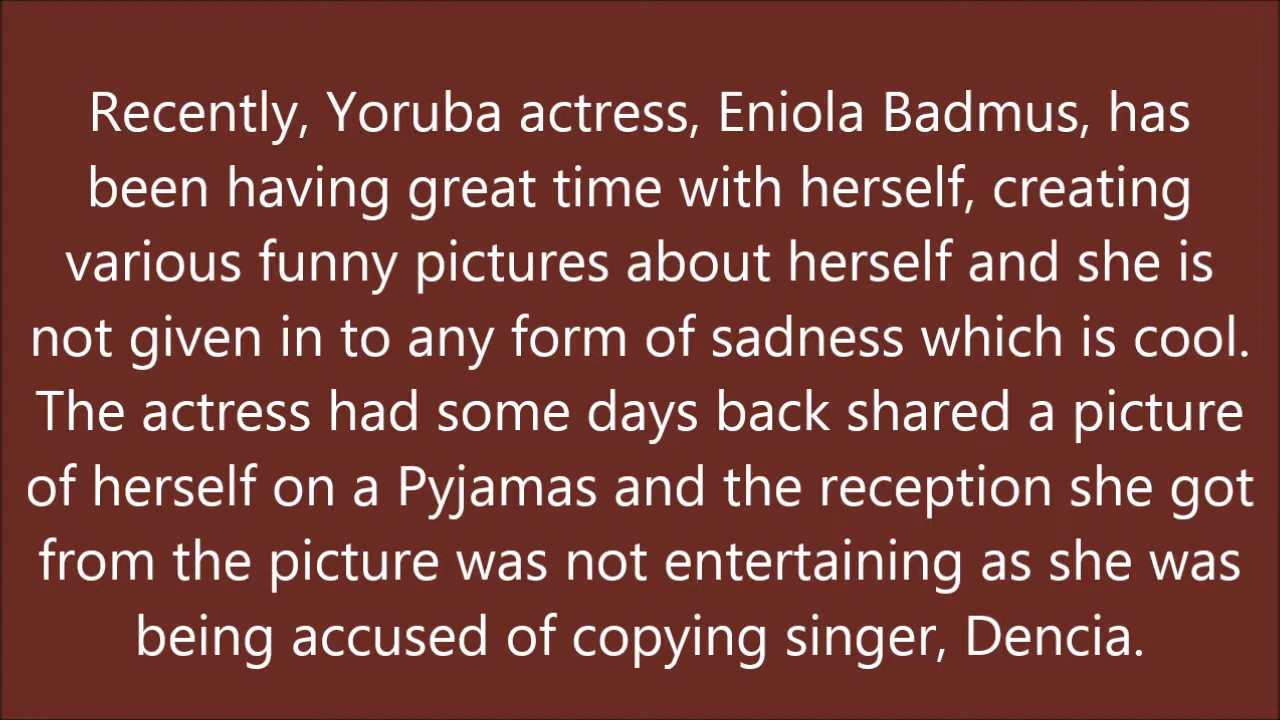 Recently, Yoruba actress, Eniola Badmus, has
been having great time with herself, creating
various funny pictures about herself and she is
not given in to any form of sadness which is cool.
The actress had some days back shared a picture
of herself on a Pyjamas and the reception she got
from the picture was not entertaining as she was
being accused of copying singer, Dencia.